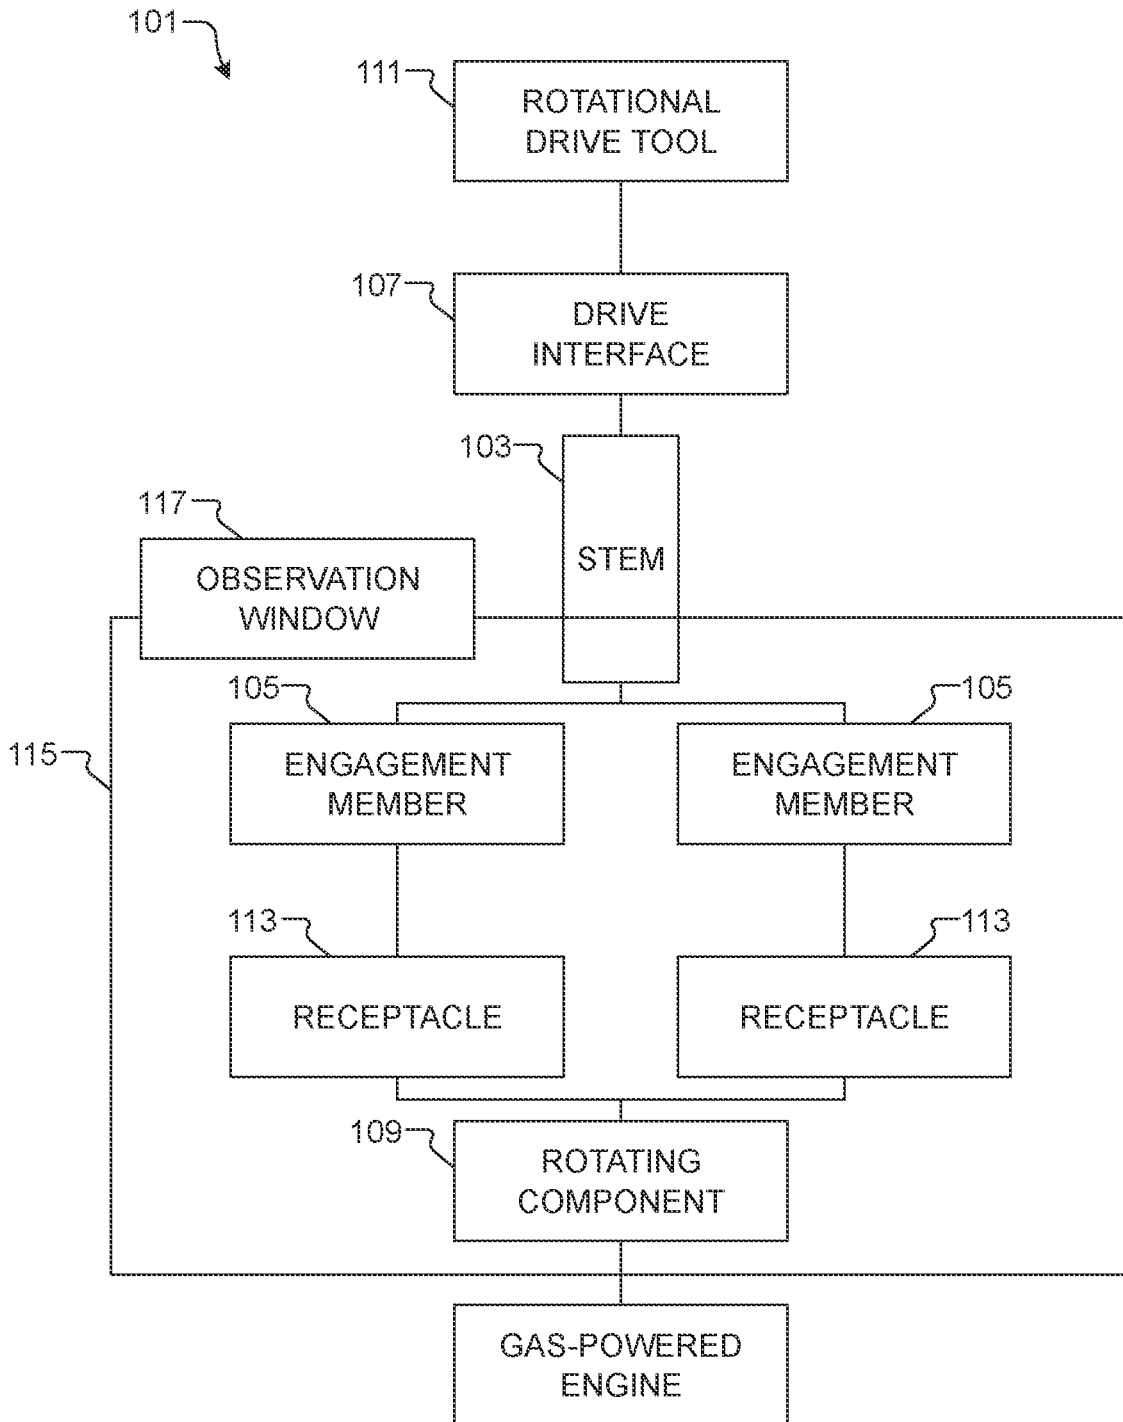 101
111
ROTATIONAL
DRIVE TOOL
107
DRIVE
INTERFACE
103
STEM
117
OBSERVATION
WINDOW
105
ENGAGEMENT
MEMBER
105
ENGAGEMENT
MEMBER
115
113
RECEPTACLE
113
RECEPTACLE
109
ROTATING
COMPONENT
GAS-POWERED
ENGINE